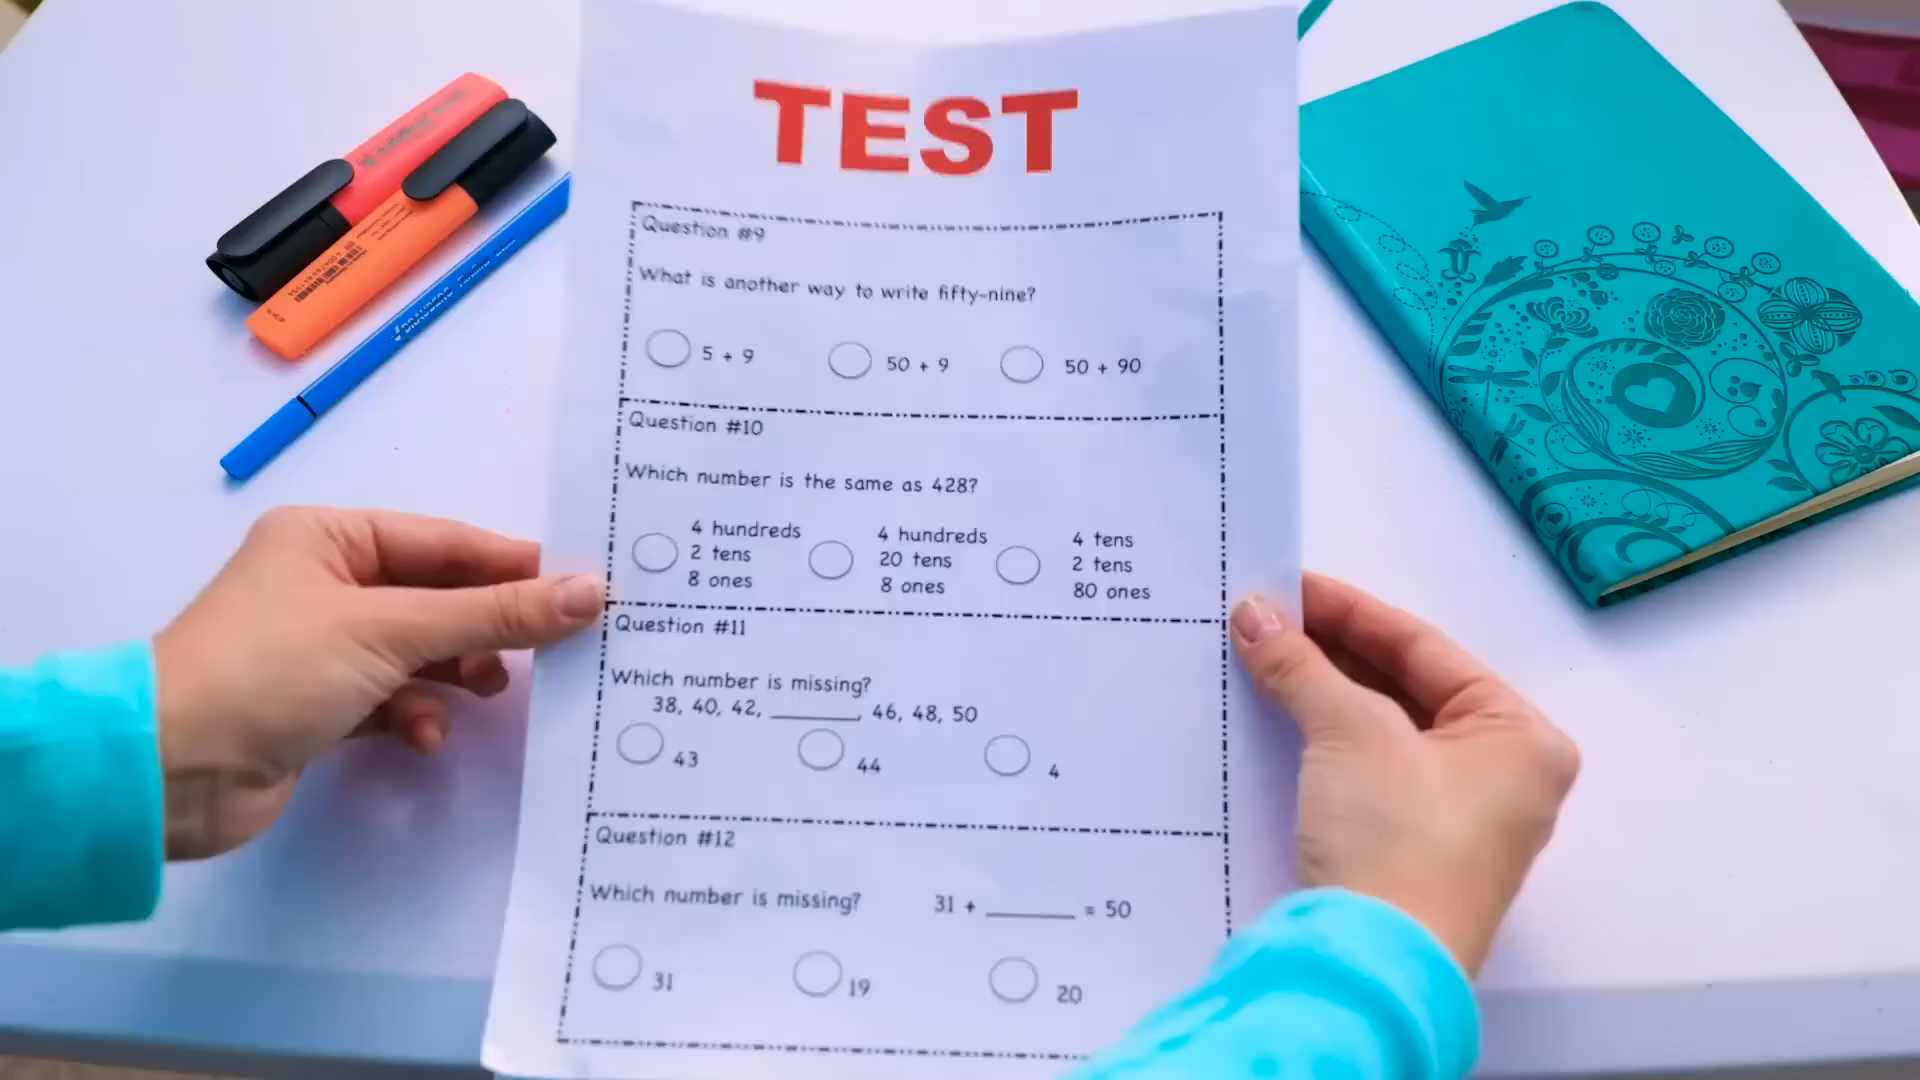 TEST
Question #9
What is another way to write fifty-nine?
5 + 9
50 + 9
50 + 90
Question #10
Which number is the same as 428?
4 hundreds
2 tens
8 ones
4 hundreds
20 tens
8 ones
4 tens
2 tens
80 ones
Question #11
Which number is missing?
38, 40, 42, ________, 46, 48, 50
43
44
4
Question #12
Which number is missing? 31 + ________ = 50
31
19
20